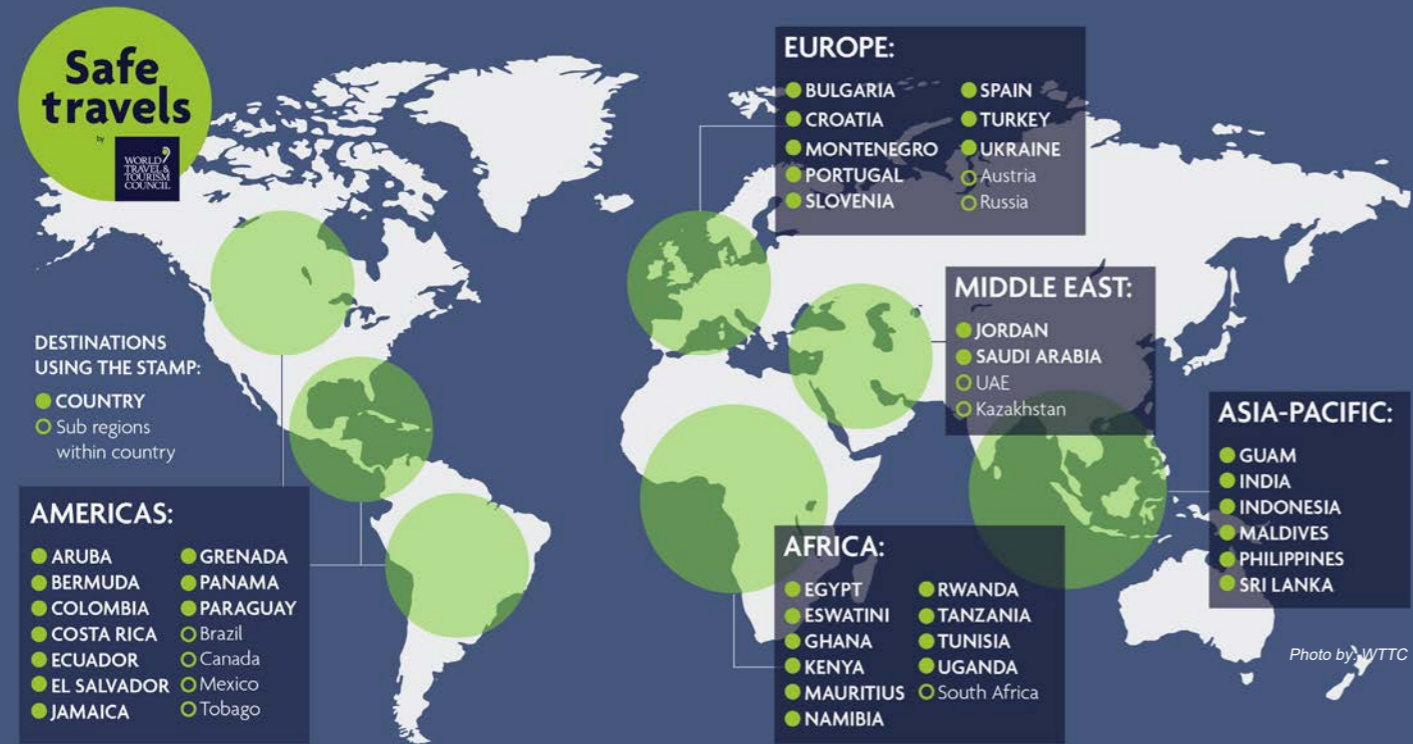 Safe
travels
by
WORLD
TRAVEL &
TOURISM
COUNCIL
DESTINATIONS
USING THE STAMP:
COUNTRY
Sub regions
within country
AMERICAS:
ARUBA
BERMUDA
COLOMBIA
COSTA RICA
ECUADOR
EL SALVADOR
JAMAICA
GRENADA
PANAMA
PARAGUAY
Brazil
Canada
Mexico
Tobago
EUROPE:
BULGARIA
CROATIA
MONTENEGRO
PORTUGAL
SLOVENIA
SPAIN
TURKEY
UKRAINE
Austria
Russia
MIDDLE EAST:
JORDAN
SAUDI ARABIA
UAE
Kazakhstan
AFRICA:
EGYPT
ESWATINI
GHANA
KENYA
MAURITIUS
NAMIBIA
RWANDA
TANZANIA
TUNISIA
UGANDA
South Africa
ASIA-PACIFIC:
GUAM
INDIA
INDONESIA
MALDIVES
PHILIPPINES
SRI LANKA
Photo by: WTTC